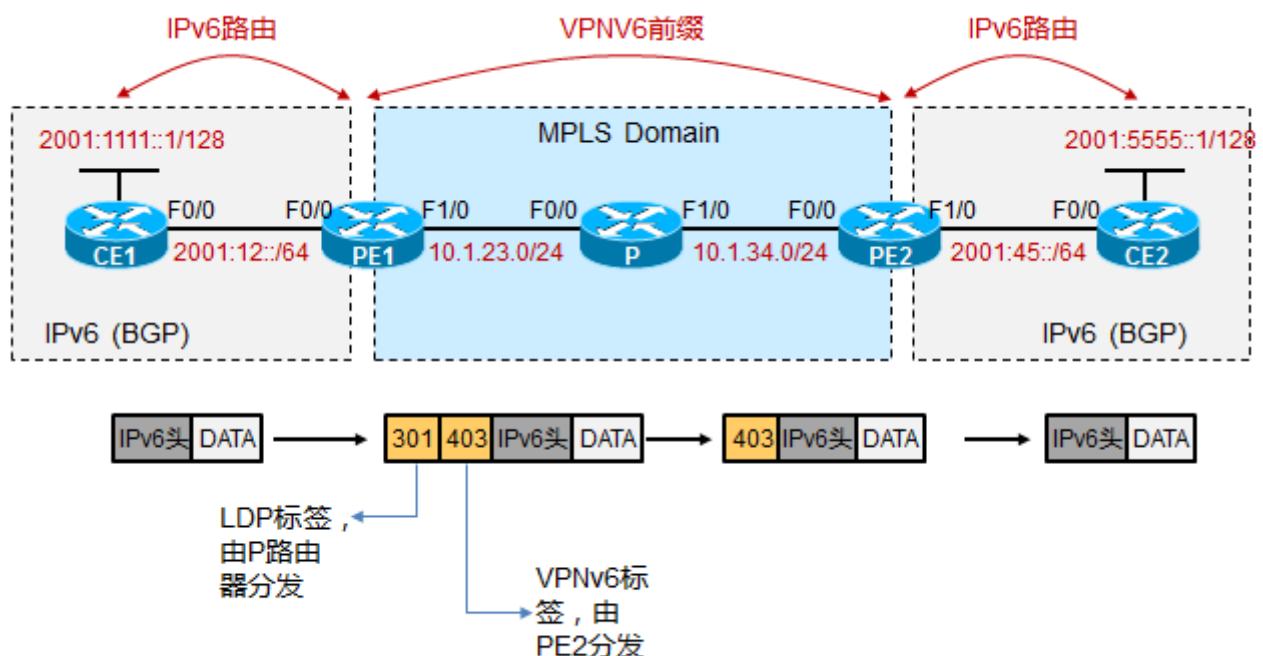 IPv6路由
VPNV6前缀
IPv6路由
2001:1111::1/128
MPLS Domain
2001:5555::1/128
F0/0
F0/0
F1/0
F0/0
F1/0
F0/0
F1/0
F0/0
CE1
2001:12::/64
PE1
10.1.23.0/24
P
10.1.34.0/24
PE2
2001:45::/64
CE2
IPv6 (BGP)
IPv6 (BGP)
IPv6头 DATA
301 403 IPv6头 DATA
403 IPv6头 DATA
IPv6头 DATA
LDP标签，
由P路由
器分发
VPNv6标
签，由
PE2分发